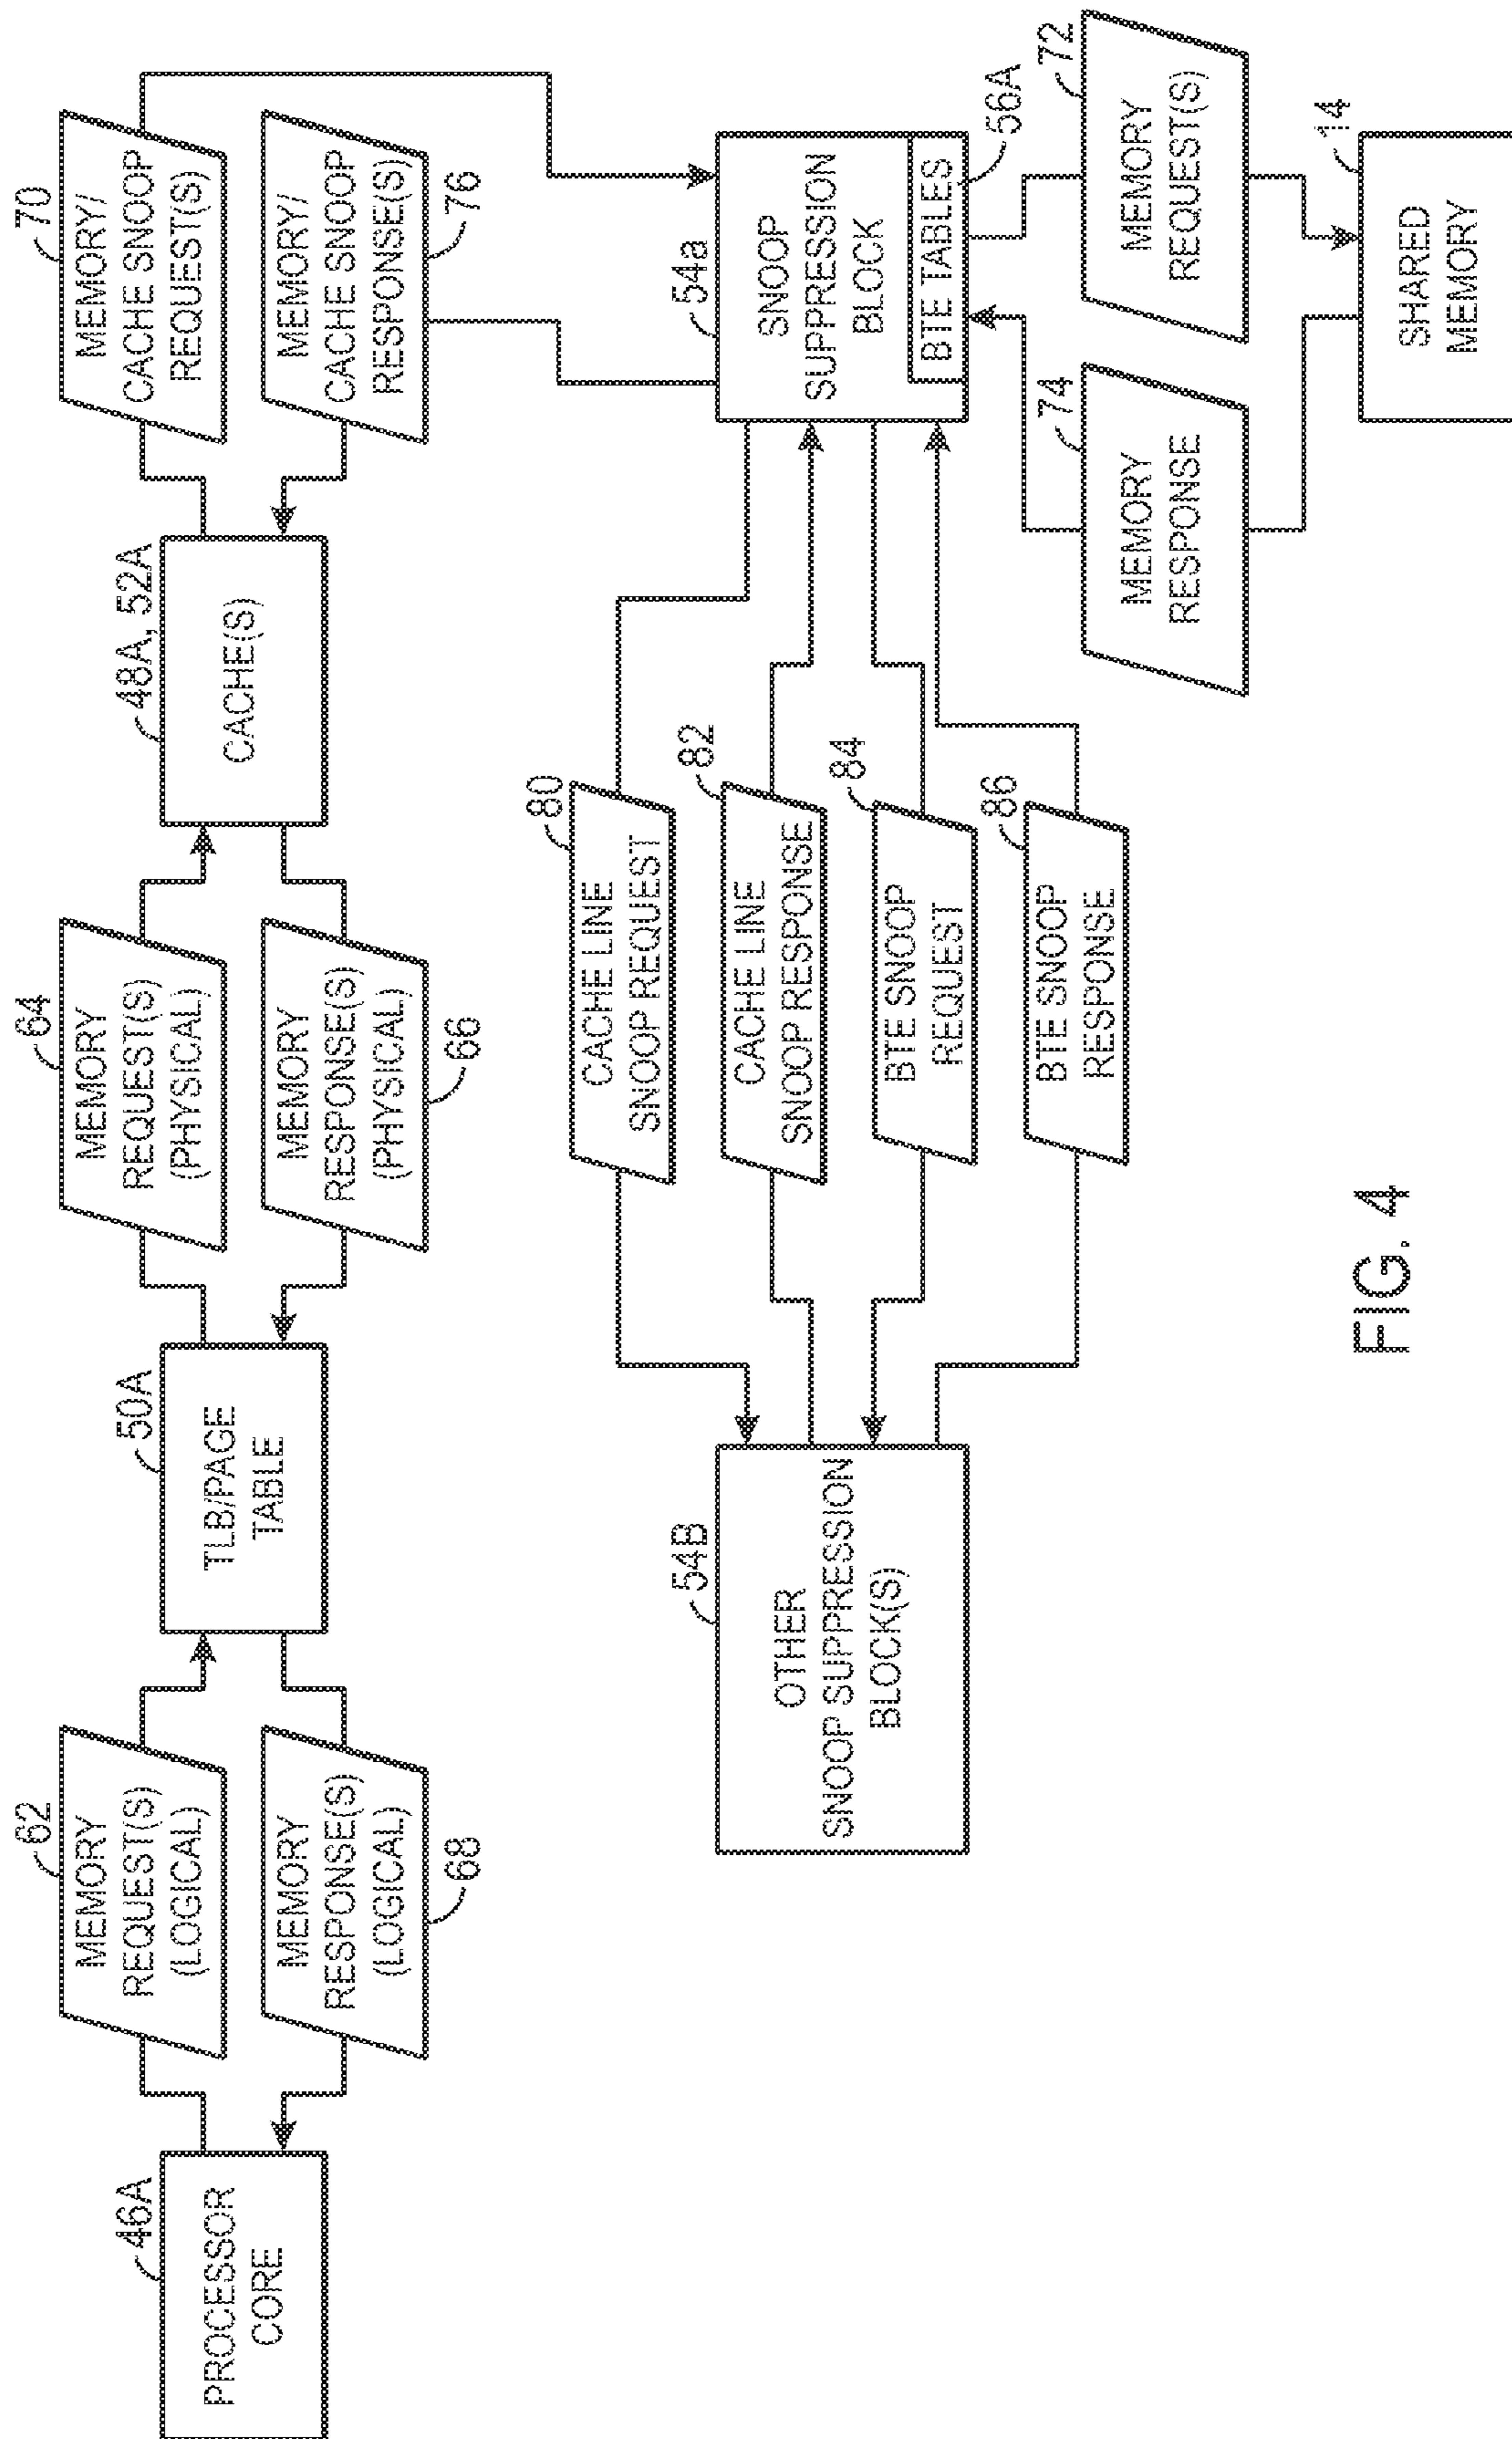 46A
PROCESSOR
CORE
62
MEMORY
REQUEST(S)
(LOGICAL)
MEMORY
RESPONSE(S)
(LOGICAL)
68
50A
TLB/PAGE
TABLE
64
MEMORY
REQUEST(S)
(PHYSICAL)
MEMORY
RESPONSE(S)
(PHYSICAL)
66
48A, 52A
CACHE(S)
70
MEMORY/
CACHE SNOOP
REQUEST(S)
MEMORY/
CACHE SNOOP
RESPONSE(S)
76
54B
OTHER
SNOOP SUPPRESSION
BLOCK(S)
80
CACHE LINE
SNOOP REQUEST
82
CACHE LINE
SNOOP RESPONSE
84
BTE SNOOP
REQUEST
86
BTE SNOOP
RESPONSE
54a
SNOOP
SUPPRESSION
BLOCK
BTE TABLES
56A
74
MEMORY
RESPONSE
72
MEMORY
REQUEST(S)
14
SHARED
MEMORY
FIG. 4